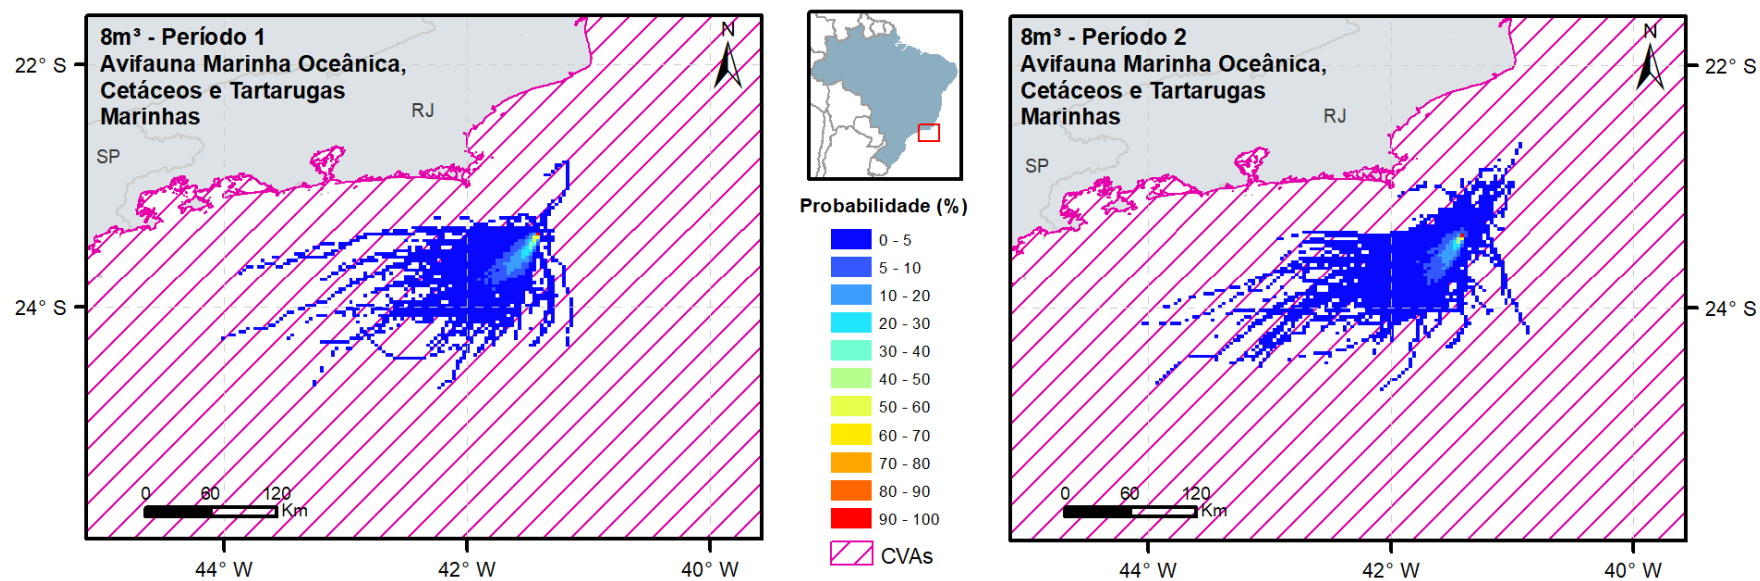 8m³ - Período 1
Avifauna Marinha Oceânica,
Cetáceos e Tartarugas
Marinhas
N
RJ
SP
22° S
24° S
0 60 120
Km
44° W 42° W 40° W
Probabilidade (%)
0 - 5
5 - 10
10 - 20
20 - 30
30 - 40
40 - 50
50 - 60
60 - 70
70 - 80
80 - 90
90 - 100
CVAs
8m³ - Período 2
Avifauna Marinha Oceânica,
Cetáceos e Tartarugas
Marinhas
N
RJ
SP
22° S
24° S
0 60 120
Km
44° W 42° W 40° W